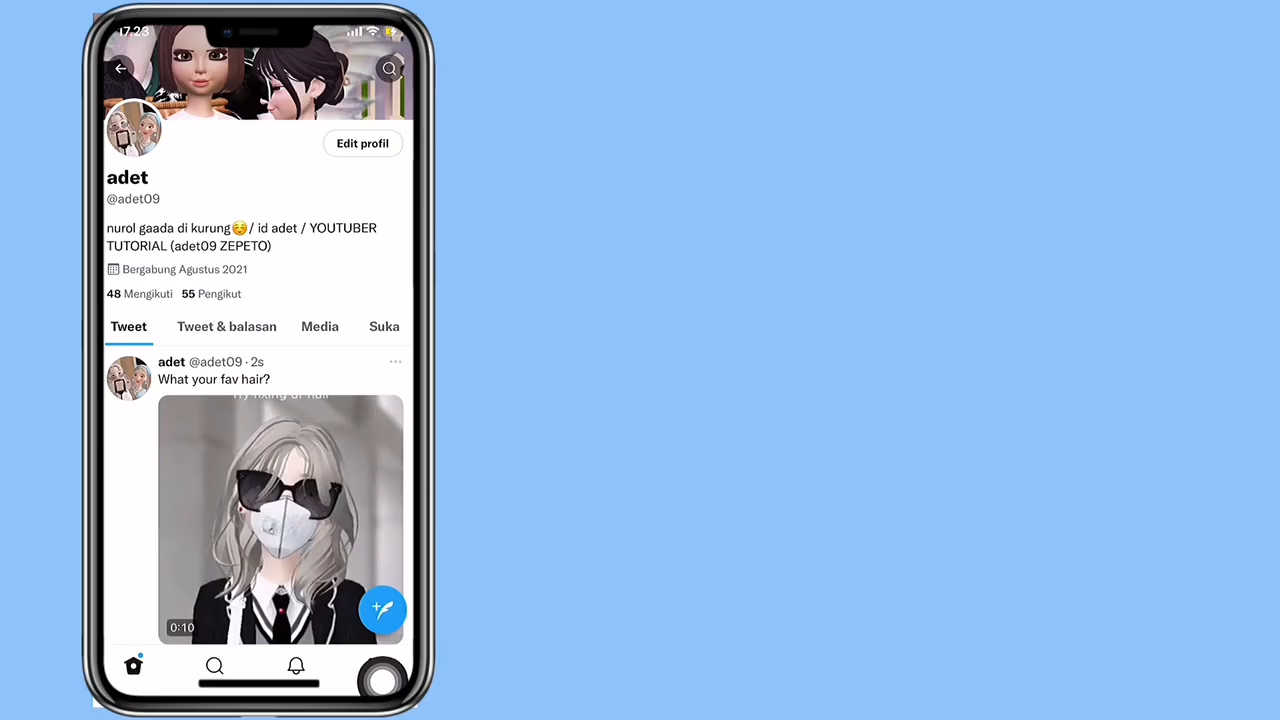 17.23
Edit profil
adet
@adet09
nurol gaada di kurung☺️/ id adet / YOUTUBER
TUTORIAL (adet09 ZEPETO)
Bergabung Agustus 2021
48 Mengikuti 55 Pengikut
Tweet Tweet & balasan Media Suka
adet @adet09 · 2s
What your fav hair?
0:10